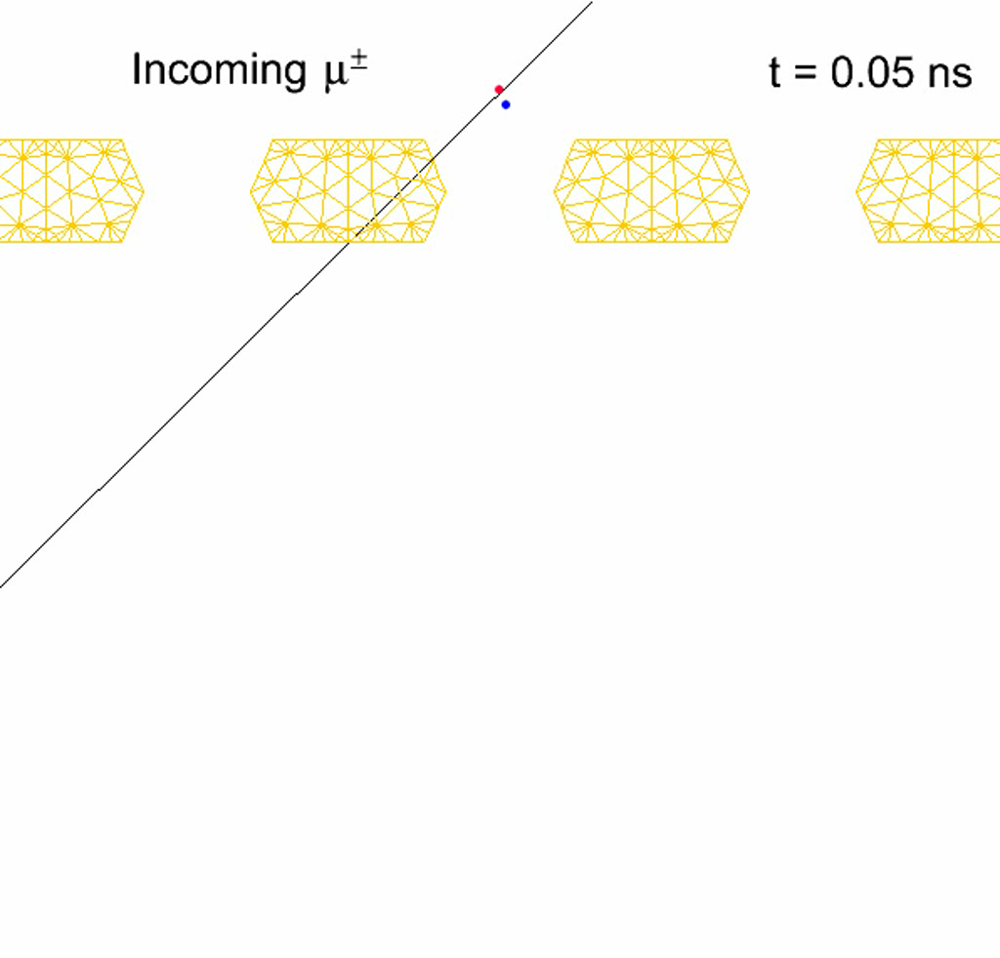 Incoming μ±
t = 0.05 ns